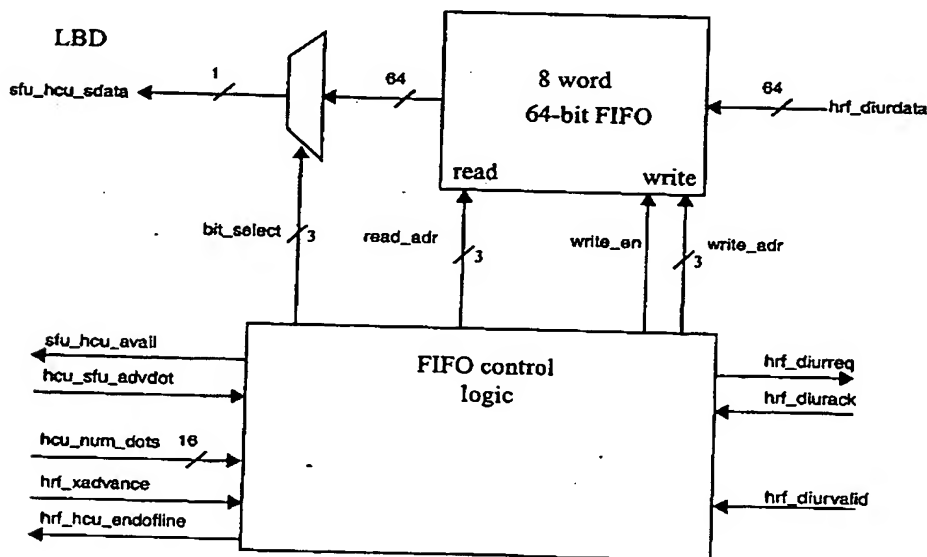 LBD
1
64
8 word
64-bit FIFO
64
sfu_hcu_sdata
hrf_diurdata
read
write
bit_select
3
read_adr
3
write_en
3
write_adr
sfu_hcu_avail
hcu_sfu_advdot
hcu_num_dots
16
hrf_xadvance
hrf_hcu_endofline
FIFO control
logic
hrf_diurreq
hrf_diurack
hrf_diurvalid